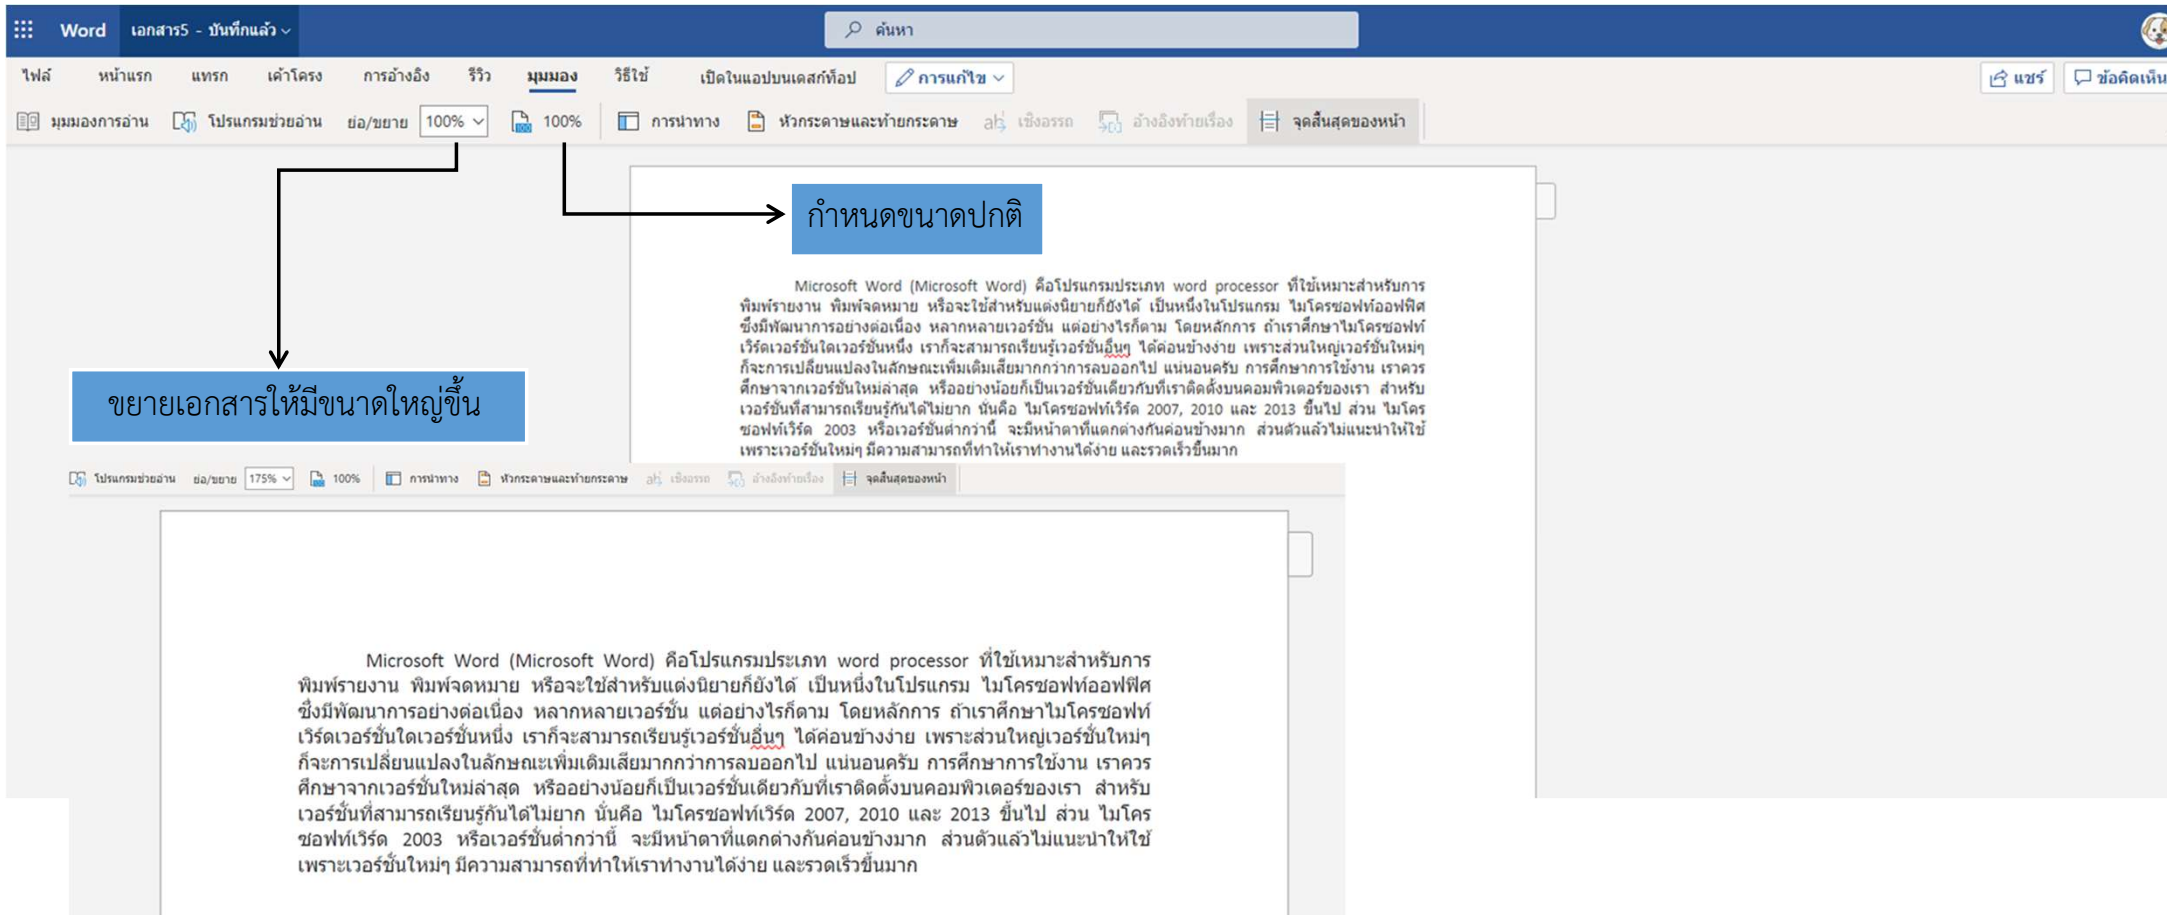 Word เอกสาร5 - บันทึกแล้ว
ค้นหา
ไฟล์ หน้าแรก แทรก เค้าโครง การอ้างอิง รีวิว มุมมอง วิธีใช้ เปิดในแอปบนเดสก์ท็อป การแก้ไข แชร์ ข้อคิดเห็น
มุมมองการอ่าน โปรแกรมช่วยอ่าน ย่อ/ขยาย 100% 100% การนำทาง หัวกระดาษและท้ายกระดาษ เชิงอรรถ อ้างอิงท้ายเรื่อง จุดสิ้นสุดของหน้า
กำหนดขนาดปกติ
Microsoft Word (Microsoft Word) คือโปรแกรมประเภท word processor ที่ใช้เหมาะสำหรับการ
พิมพ์รายงาน พิมพ์จดหมาย หรือจะใช้สำหรับแต่งนิยายก็ยังได้ เป็นหนึ่งในโปรแกรม ไมโครซอฟท์ออฟฟิศ
ซึ่งมีพัฒนาการอย่างต่อเนื่อง หลากหลายเวอร์ชั่น แต่อย่างไรก็ตาม โดยหลักการ ถ้าเราศึกษาไมโครซอฟท์
เวิร์ดเวอร์ชั่นใดเวอร์ชั่นหนึ่ง เราก็จะสามารถเรียนรู้เวอร์ชั่นอื่นๆ ได้ค่อนข้างง่าย เพราะส่วนใหญ่เวอร์ชั่นใหม่ๆ
ก็จะการเปลี่ยนแปลงในลักษณะเพิ่มเติมเสียมากกว่าการลบออกไป แน่นอนครับ การศึกษาการใช้งาน เราควร
ศึกษาจากเวอร์ชั่นใหม่ล่าสุด หรืออย่างน้อยก็เป็นเวอร์ชั่นเดียวกับที่เราติดตั้งบนคอมพิวเตอร์ของเรา สำหรับ
เวอร์ชั่นที่สามารถเรียนรู้กันได้ไม่ยาก นั่นคือ ไมโครซอฟท์เวิร์ด 2007, 2010 และ 2013 ขึ้นไป ส่วน ไมโคร
ซอฟท์เวิร์ด 2003 หรือเวอร์ชั่นต่ำกว่านี้ จะมีหน้าตาที่แตกต่างกันค่อนข้างมาก ส่วนตัวแล้วไม่แนะนำให้ใช้
เพราะเวอร์ชั่นใหม่ๆ มีความสามารถที่ทำให้เราทำงานได้ง่าย และรวดเร็วขึ้นมาก
ขยายเอกสารให้มีขนาดใหญ่ขึ้น
โปรแกรมช่วยอ่าน ย่อ/ขยาย 175% 100% การนำทาง หัวกระดาษและท้ายกระดาษ เชิงอรรถ อ้างอิงท้ายเรื่อง จุดสิ้นสุดของหน้า
Microsoft Word (Microsoft Word) คือโปรแกรมประเภท word processor ที่ใช้เหมาะสำหรับการ
พิมพ์รายงาน พิมพ์จดหมาย หรือจะใช้สำหรับแต่งนิยายก็ยังได้ เป็นหนึ่งในโปรแกรม ไมโครซอฟท์ออฟฟิศ
ซึ่งมีพัฒนาการอย่างต่อเนื่อง หลากหลายเวอร์ชั่น แต่อย่างไรก็ตาม โดยหลักการ ถ้าเราศึกษาไมโครซอฟท์
เวิร์ดเวอร์ชั่นใดเวอร์ชั่นหนึ่ง เราก็จะสามารถเรียนรู้เวอร์ชั่นอื่นๆ ได้ค่อนข้างง่าย เพราะส่วนใหญ่เวอร์ชั่นใหม่ๆ
ก็จะการเปลี่ยนแปลงในลักษณะเพิ่มเติมเสียมากกว่าการลบออกไป แน่นอนครับ การศึกษาการใช้งาน เราควร
ศึกษาจากเวอร์ชั่นใหม่ล่าสุด หรืออย่างน้อยก็เป็นเวอร์ชั่นเดียวกับที่เราติดตั้งบนคอมพิวเตอร์ของเรา สำหรับ
เวอร์ชั่นที่สามารถเรียนรู้กันได้ไม่ยาก นั่นคือ ไมโครซอฟท์เวิร์ด 2007, 2010 และ 2013 ขึ้นไป ส่วน ไมโคร
ซอฟท์เวิร์ด 2003 หรือเวอร์ชั่นต่ำกว่านี้ จะมีหน้าตาที่แตกต่างกันค่อนข้างมาก ส่วนตัวแล้วไม่แนะนำให้ใช้
เพราะเวอร์ชั่นใหม่ๆ มีความสามารถที่ทำให้เราทำงานได้ง่าย และรวดเร็วขึ้นมาก